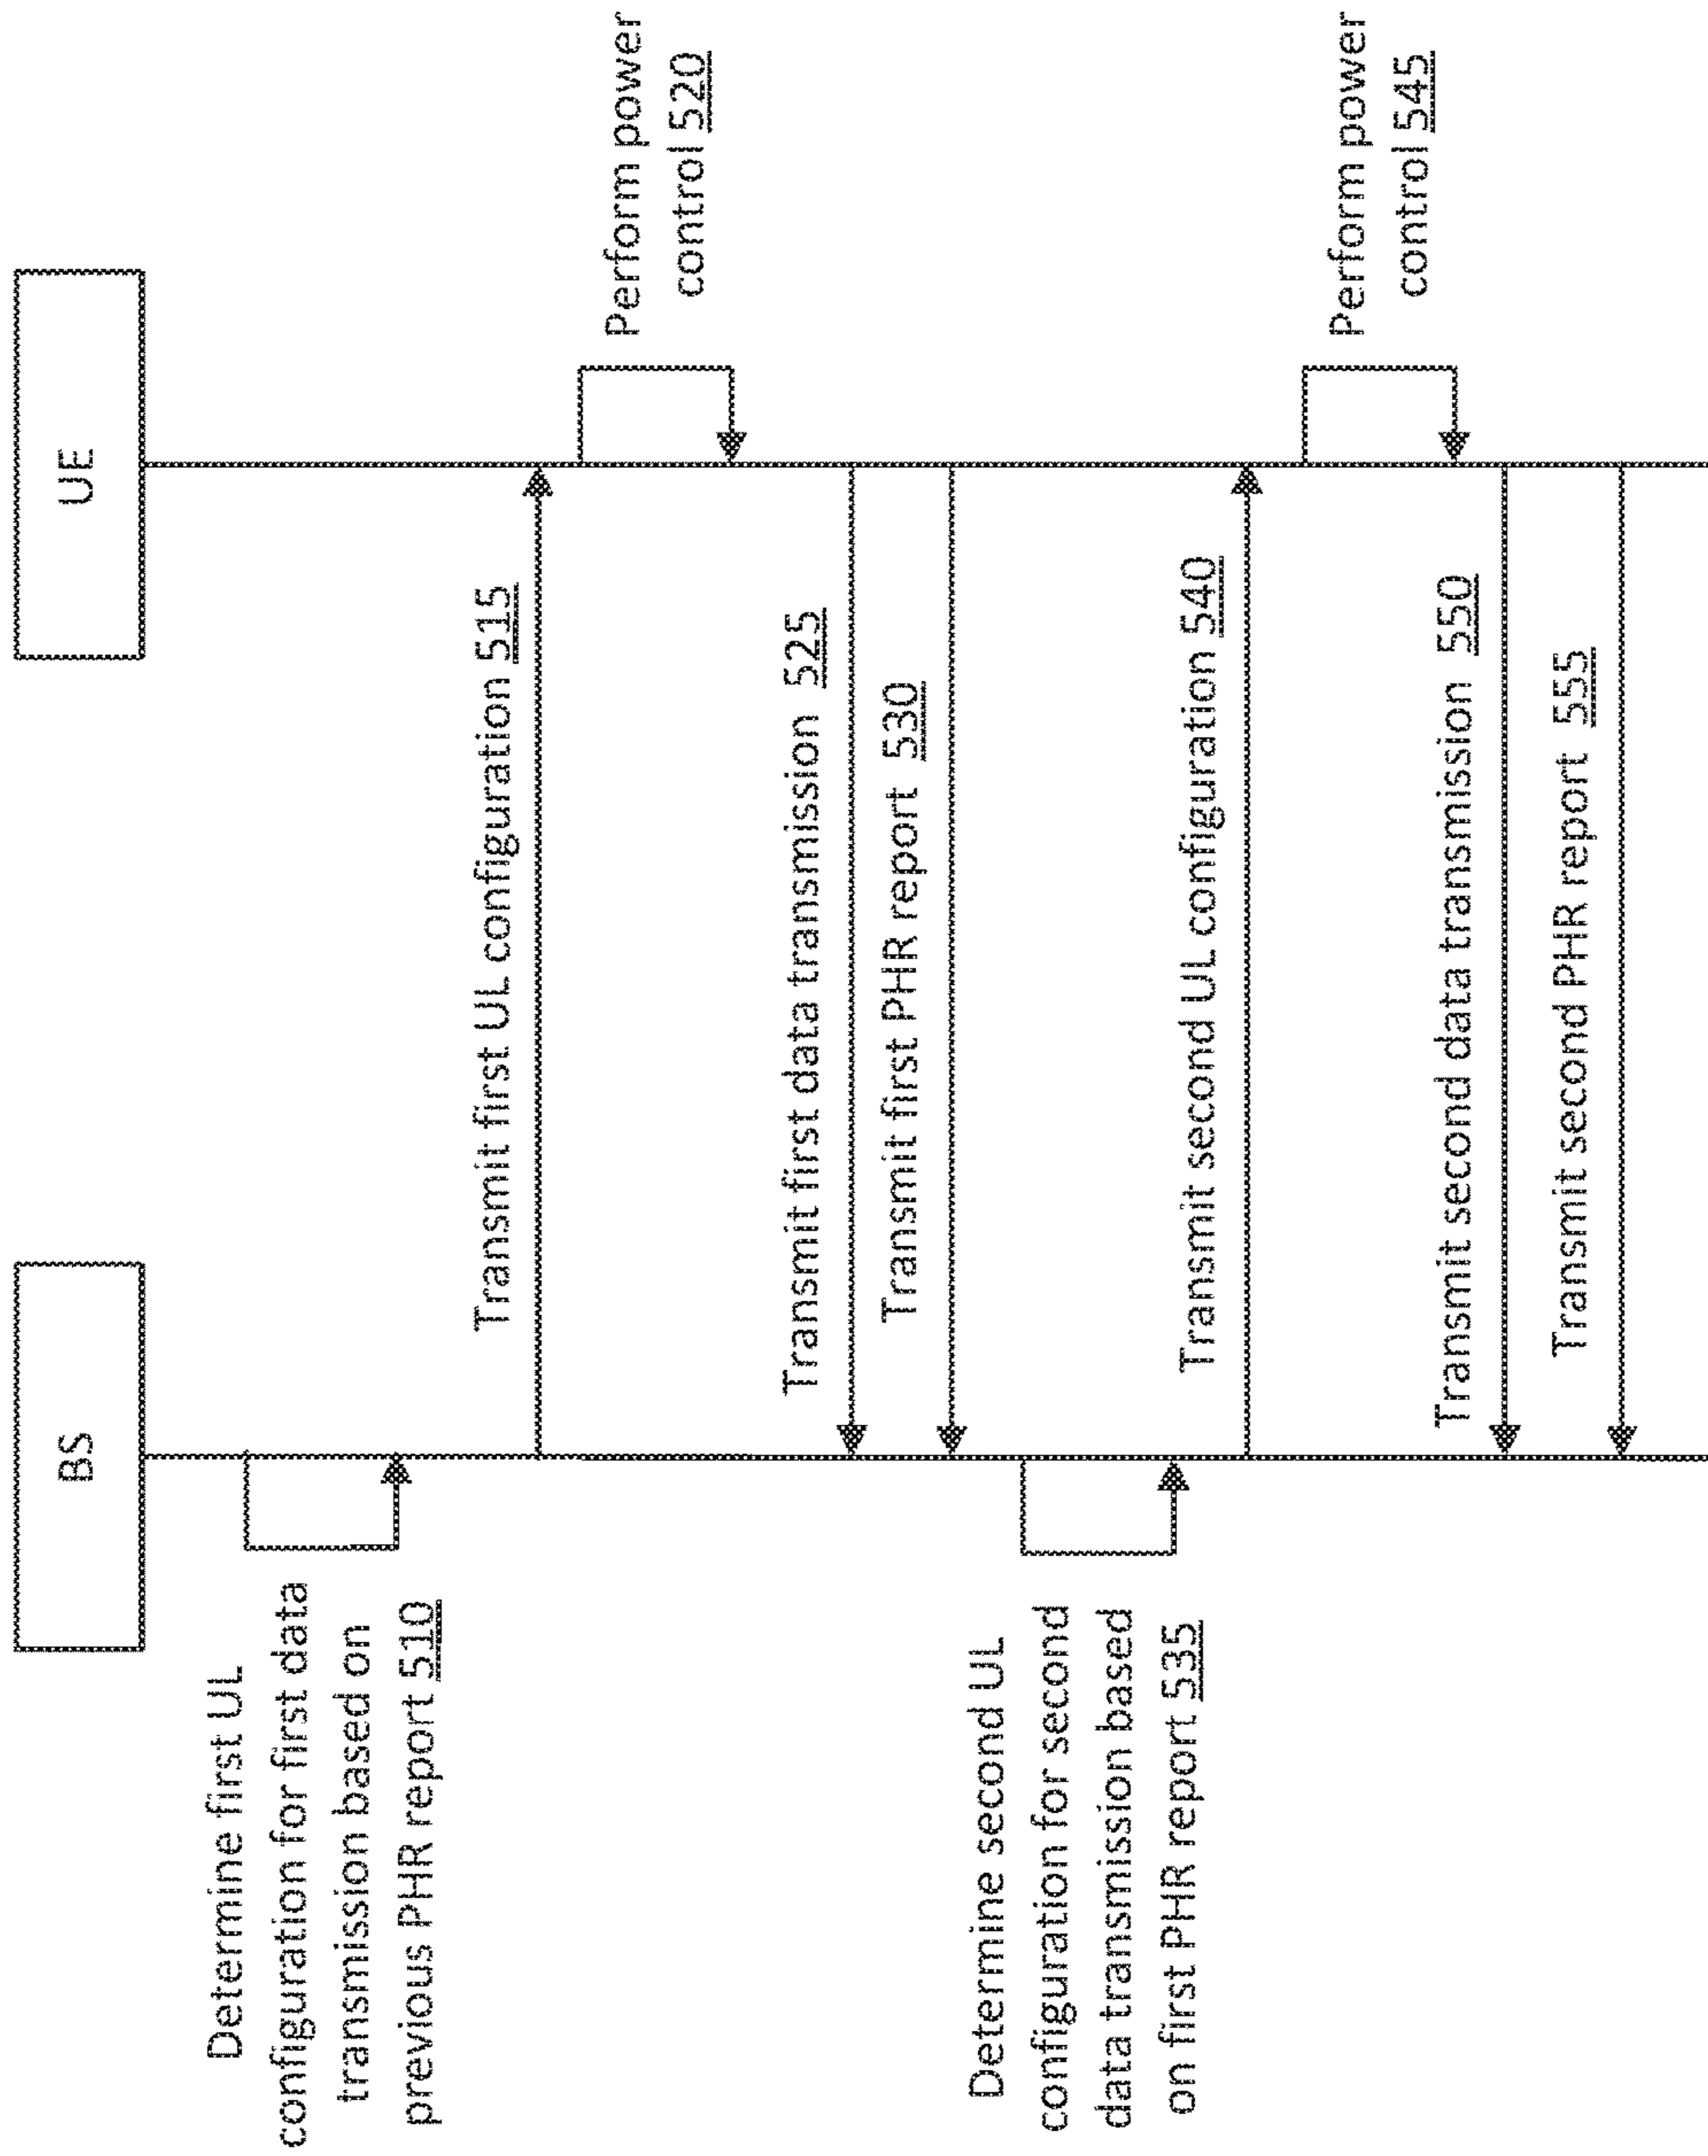 BS
UE
Determine first UL
configuration for first data
transmission based on
previous PHR report 510
Transmit first UL configuration 515
Perform power
control 520
Transmit first data transmission 525
Transmit first PHR report 530
Determine second UL
configuration for second
data transmission based
on first PHR report 535
Transmit second UL configuration 540
Perform power
control 545
Transmit second data transmission 550
Transmit second PHR report 555